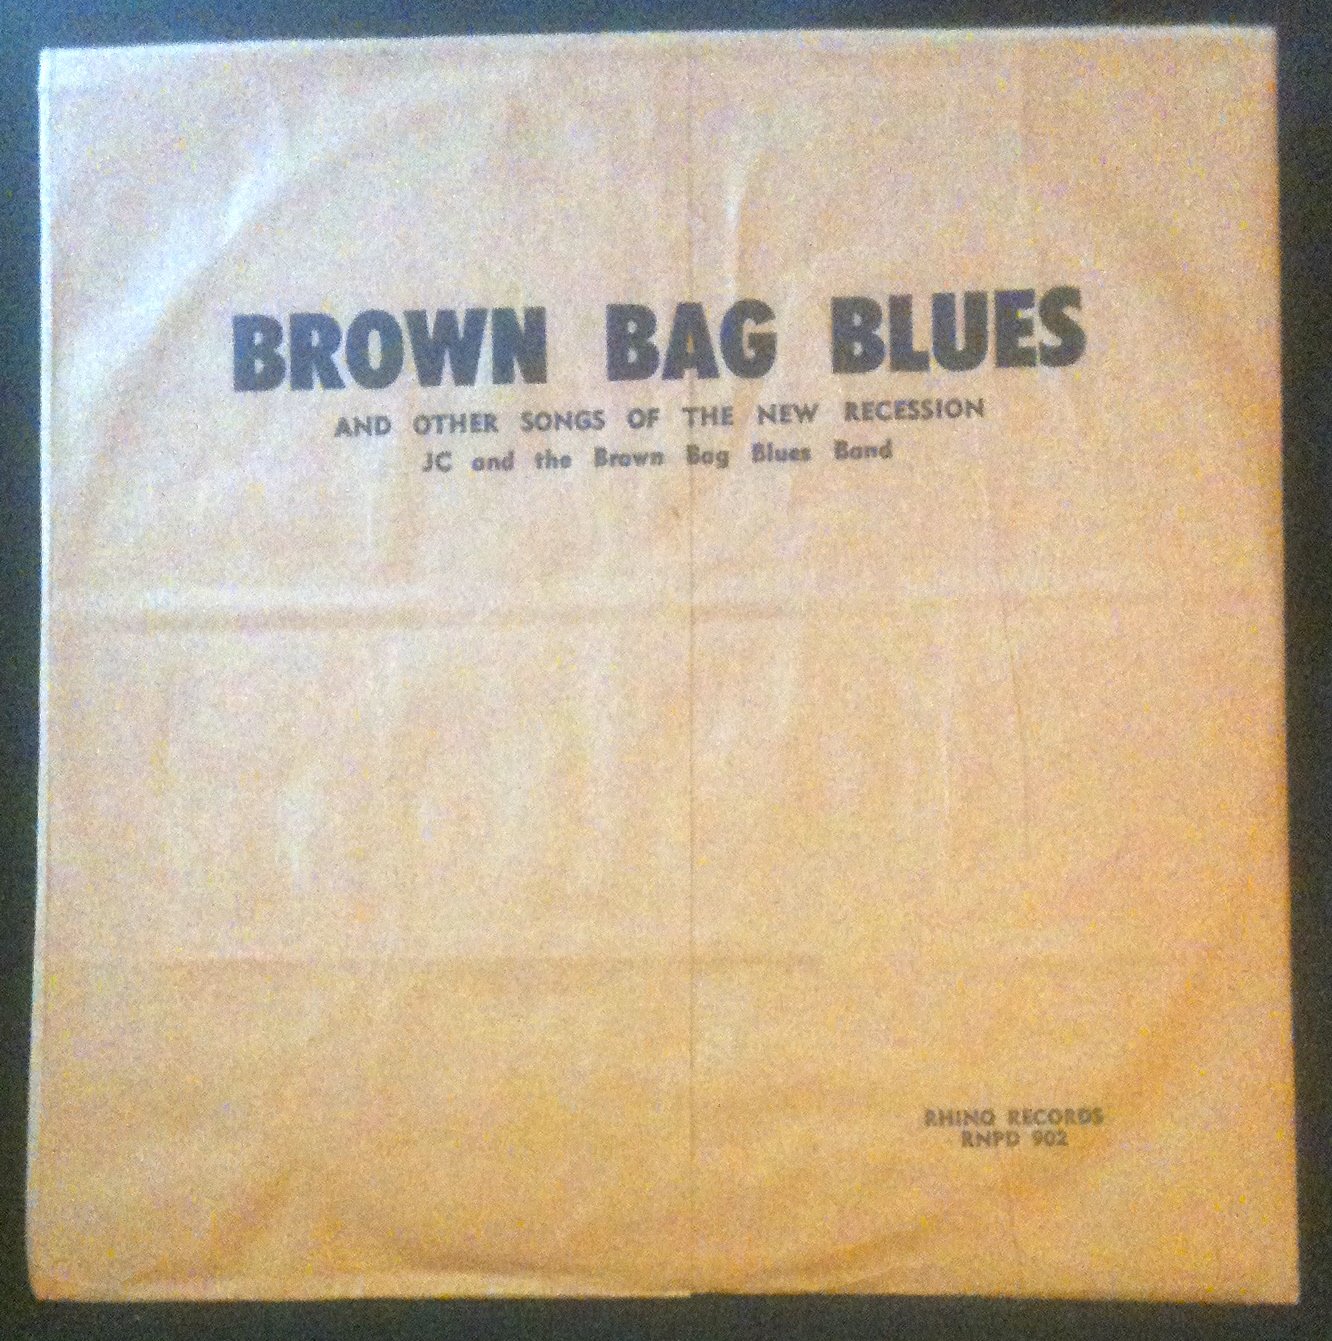 BROWN BAG BLUES
AND OTHER SONGS OF THE NEW RECESSION
JC and the Brown Bag Blues Band
RHINO RECORDS
RNPD 902